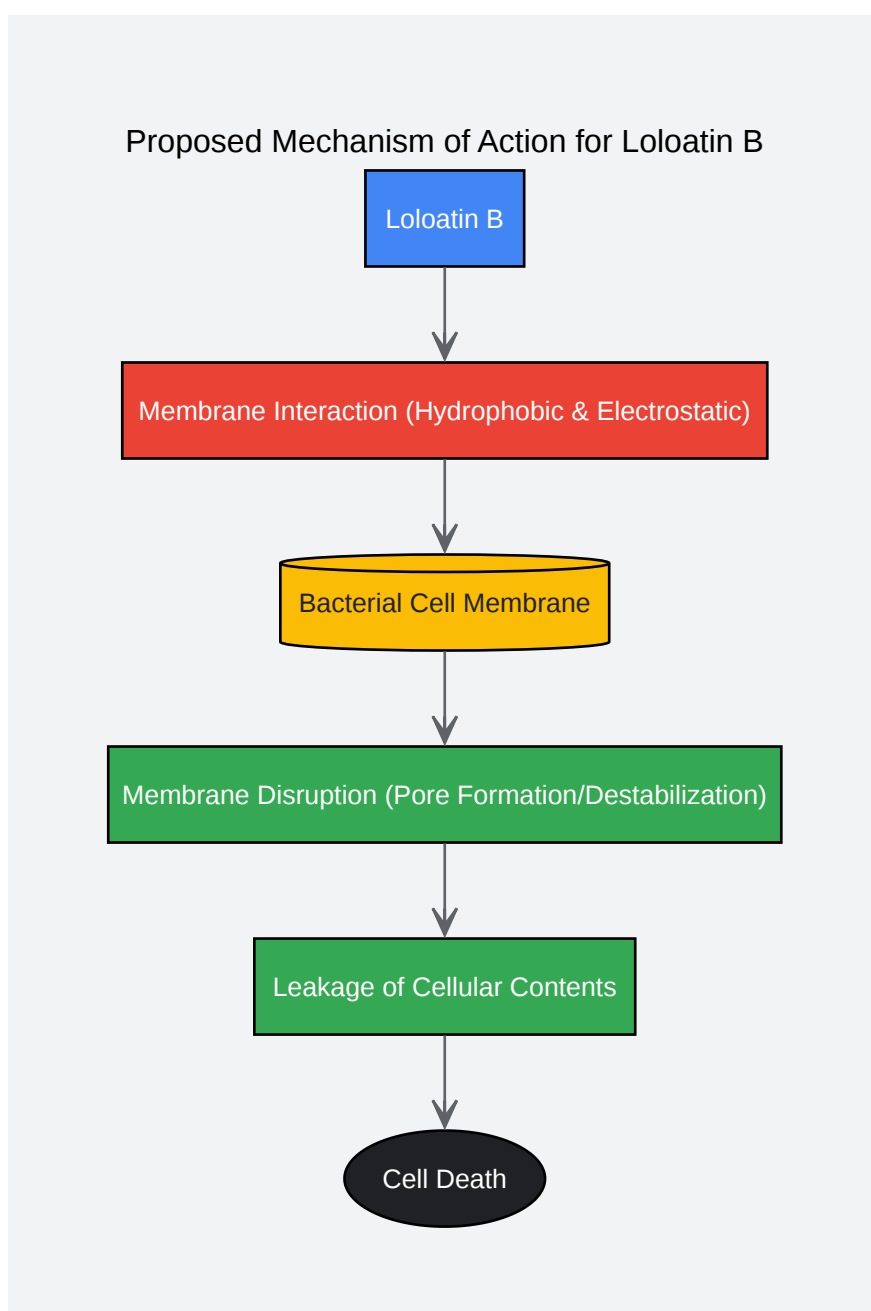 Proposed Mechanism of Action for Loloatin B
Loloatin B
Membrane Interaction (Hydrophobic & Electrostatic)
Bacterial Cell Membrane
Membrane Disruption (Pore Formation/Destabilization)
Leakage of Cellular Contents
Cell Death